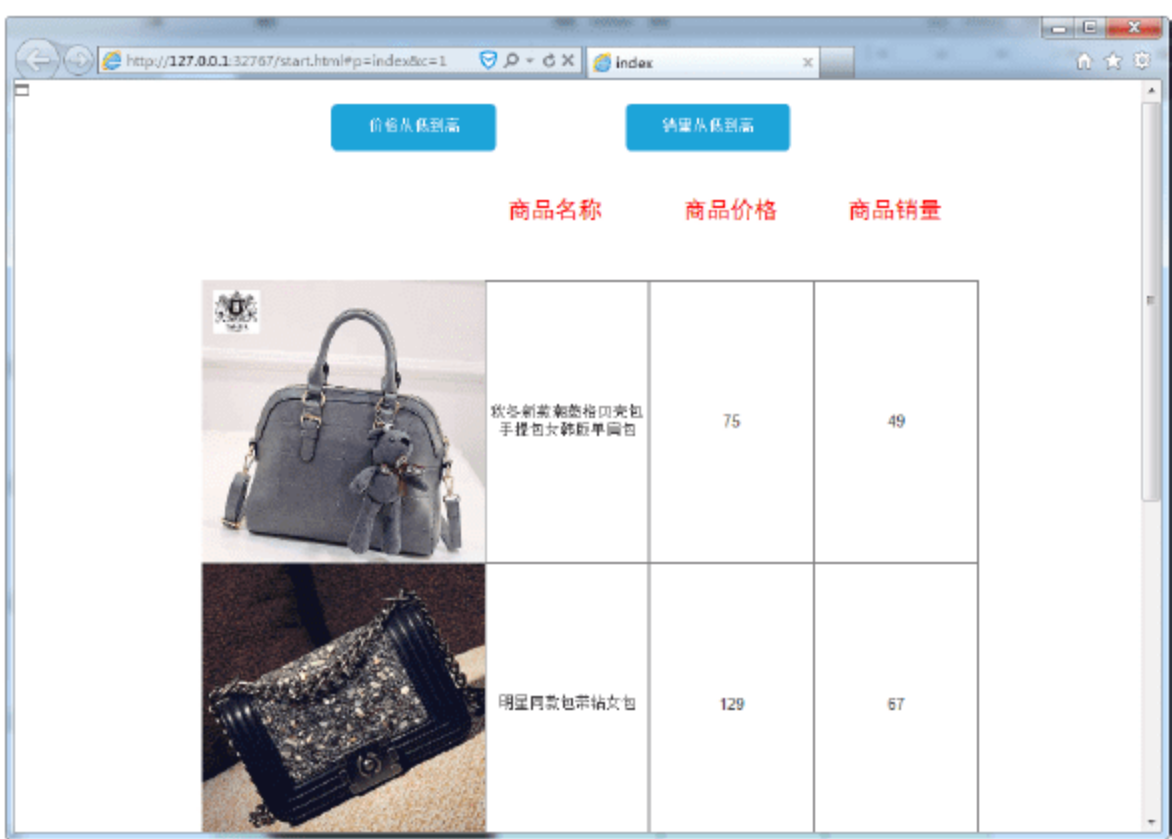 http://127.0.0.1:32767/start.html#p=index&c=1
index
价格从低到高
销量从低到高
商品名称 商品价格 商品销量
秋冬新款潮菱格贝壳包
手提包女韩版单肩包
75
49
明星同款包带钻女包
129
67